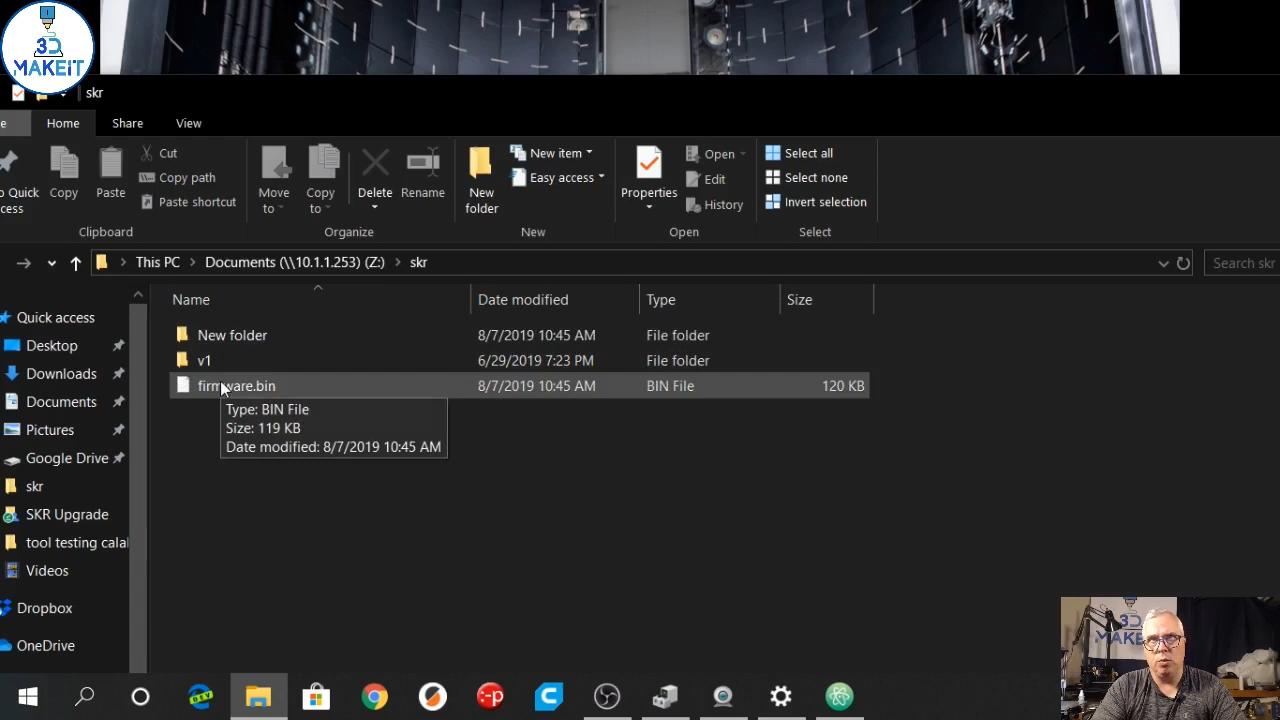 3D
MAKEIT
skr
e
Home
Share
View
Cut
Copy path
Paste shortcut
o Quick
cess
Copy
Paste
Clipboard
Move
to
Copy
to
Delete
Rename
Organize
New
folder
New item
Easy access
New
Properties
Open
Edit
History
Open
Select all
Select none
Invert selection
Select
This PC
Documents (\\10.1.1.253) (Z:)
skr
Search skr
Name
Date modified
Type
Size
New folder
8/7/2019 10:45 AM
File folder
v1
6/29/2019 7:23 PM
File folder
firmware.bin
8/7/2019 10:45 AM
BIN File
120 KB
Type: BIN File
Size: 119 KB
Date modified: 8/7/2019 10:45 AM
Quick access
Desktop
Downloads
Documents
Pictures
Google Drive
skr
SKR Upgrade
tool testing calal
Videos
Dropbox
OneDrive
3D
MAKEIT